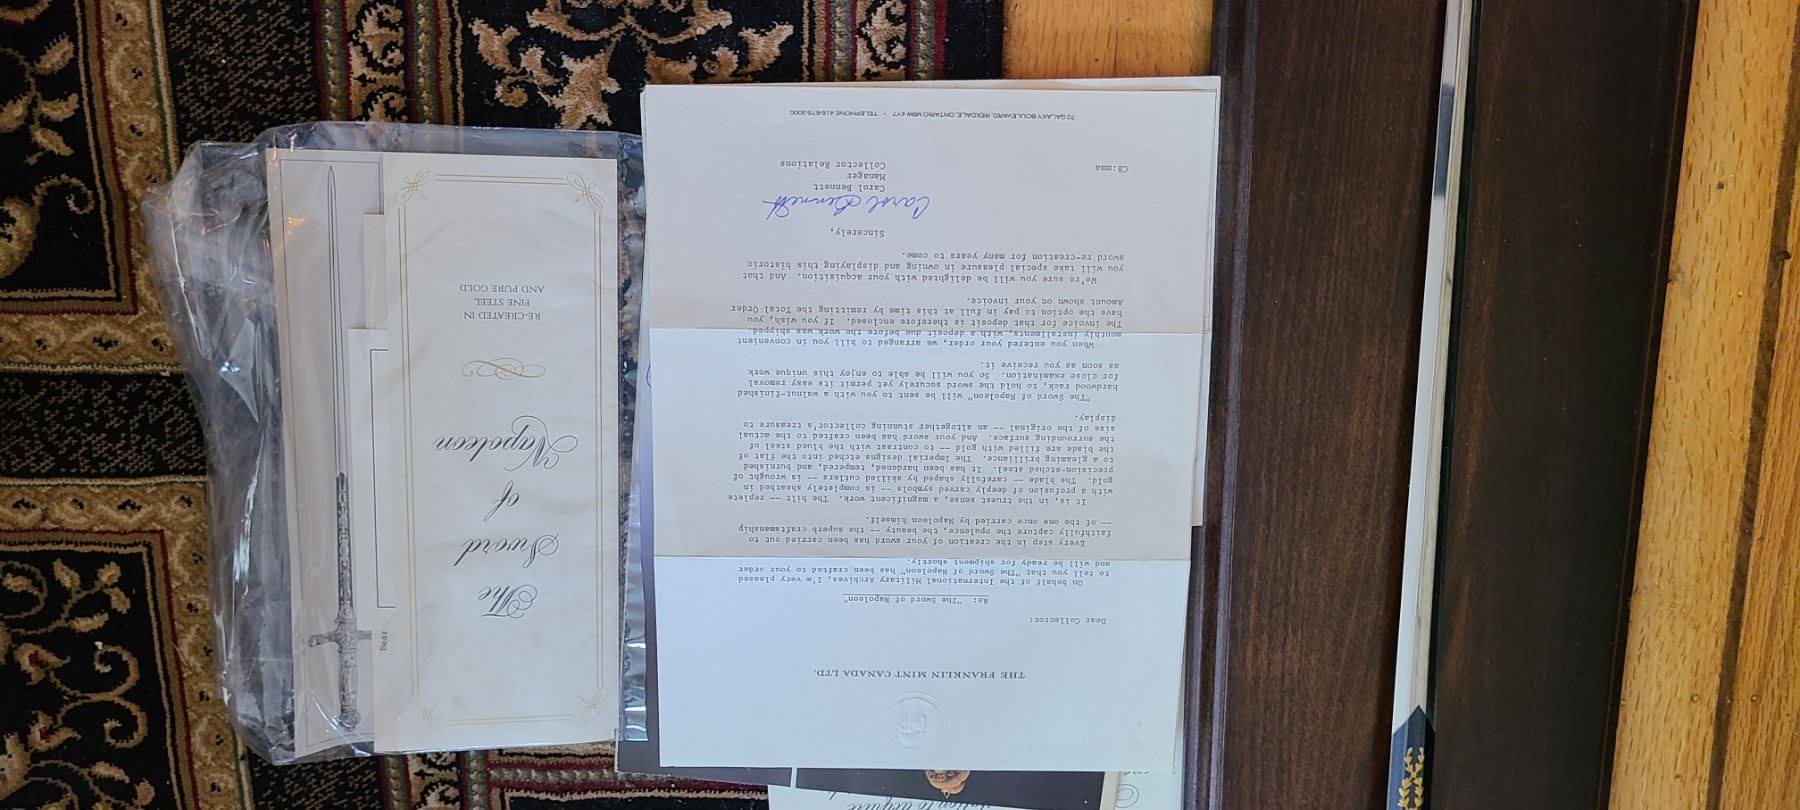 THE FRANKLIN MINT CANADA LTD.
Dear Collector:
Re: "The Sword of Napoleon"
On behalf of the International Military Archives, I'm very pleased
to tell you that "The Sword of Napoleon" has been crafted to your order
and will be ready for shipment shortly.
Every step in the creation of your sword has been carried out to
faithfully capture the opulence, the beauty -- the superb craftsmanship
-- of the one once carried by Napoleon himself.
It is, in the truest sense, a magnificent work. The hilt -- replete
with a profusion of deeply carved symbols -- is completely sheathed in
gold. The blade -- carefully shaped by skilled cutlers -- is wrought of
precision-etched steel. It has been hardened, tempered, and burnished
to a gleaming brilliance. The Imperial designs etched into the flat of
the blade are filled with gold -- to contrast with the blued steel of
the surrounding surface. And your sword has been crafted to the actual
size of the original -- an altogether stunning collector's treasure to
display.
"The Sword of Napoleon" will be sent to you with a walnut-finished
hardwood rack, to hold the sword securely yet permit its easy removal
for close examination. So you will be able to enjoy this unique work
as soon as you receive it.
When you entered your order, we arranged to bill you in convenient
monthly installments, with a deposit due before the work was shipped.
The invoice for that deposit is therefore enclosed. If you wish, you
have the option to pay in full at this time by remitting the Total Order
Amount shown on your invoice.
We're sure you will be delighted with your acquisition. And that
you will take special pleasure in owning and displaying this historic
sword re-creation for many years to come.
Sincerely,
Carol Bennett
Carol Bennett
Manager
Collector Relations
CB:mna
70 GALAXY BOULEVARD, REXDALE, ONTARIO M9W 4Y7 • TELEPHONE 416-675-3000
The
Sword
of
Napoleon
RE-CREATED IN
FINE STEEL
AND PURE GOLD
Dear
to acquire